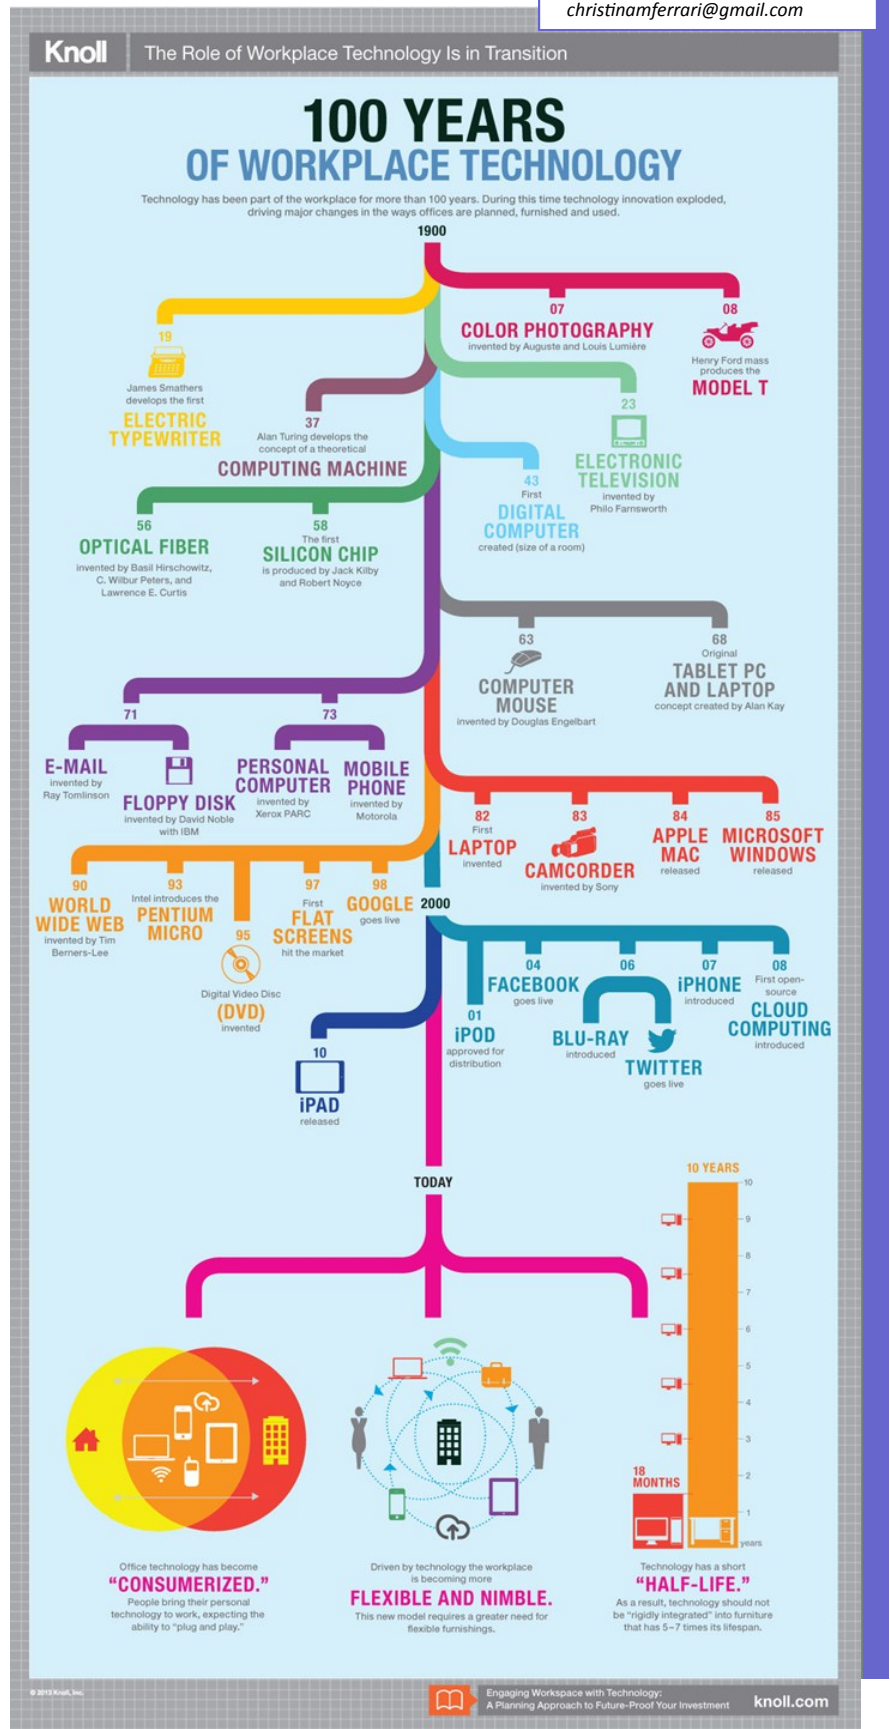 christinamferrari@gmail.com
Knoll
The Role of Workplace Technology Is in Transition
100 YEARS
OF WORKPLACE TECHNOLOGY
Technology has been part of the workplace for more than 100 years. During this time technology innovation exploded,
driving major changes in the ways offices are planned, furnished and used.
1900
07
COLOR PHOTOGRAPHY
invented by Auguste and Louis Lumière
08
Henry Ford mass
produces the
MODEL T
19
James Smathers
develops the first
ELECTRIC
TYPEWRITER
23
ELECTRONIC
TELEVISION
invented by
Philo Farnsworth
37
Alan Turing develops the
concept of a theoretical
COMPUTING MACHINE
43
First
DIGITAL
COMPUTER
created (size of a room)
56
OPTICAL FIBER
invented by Basil Hirschowitz,
C. Wilbur Peters, and
Lawrence E. Curtis
58
The first
SILICON CHIP
is produced by Jack Kilby
and Robert Noyce
63
COMPUTER
MOUSE
invented by Douglas Engelbart
68
Original
TABLET PC
AND LAPTOP
concept created by Alan Kay
71
E-MAIL
invented by
Ray Tomlinson
FLOPPY DISK
invented by David Noble
with IBM
73
PERSONAL
COMPUTER
invented by
Xerox PARC
MOBILE
PHONE
invented by
Motorola
82
First
LAPTOP
invented
83
CAMCORDER
invented by Sony
84
APPLE
MAC
released
85
MICROSOFT
WINDOWS
released
90
WORLD
WIDE WEB
invented by Tim
Berners-Lee
93
Intel introduces the
PENTIUM
MICRO
95
Digital Video Disc
(DVD)
invented
97
First
FLAT
SCREENS
hit the market
98
GOOGLE
goes live
2000
01
iPOD
approved for
distribution
04
FACEBOOK
goes live
06
BLU-RAY
introduced
TWITTER
goes live
07
iPHONE
introduced
08
First open-
source
CLOUD
COMPUTING
introduced
10
iPAD
released
TODAY
10 YEARS
10
9
8
7
6
5
4
3
2
1
years
18
MONTHS
Office technology has become
“CONSUMERIZED.”
People bring their personal
technology to work, expecting the
ability to “plug and play.”
Driven by technology the workplace
is becoming more
FLEXIBLE AND NIMBLE.
This new model requires a greater need for
flexible furnishings.
Technology has a short
“HALF-LIFE.”
As a result, technology should not
be “rigidly integrated” into furniture
that has 5–7 times its lifespan.
© 2013 Knoll, Inc.
Engaging Workspace with Technology:
A Planning Approach to Future-Proof Your Investment
knoll.com